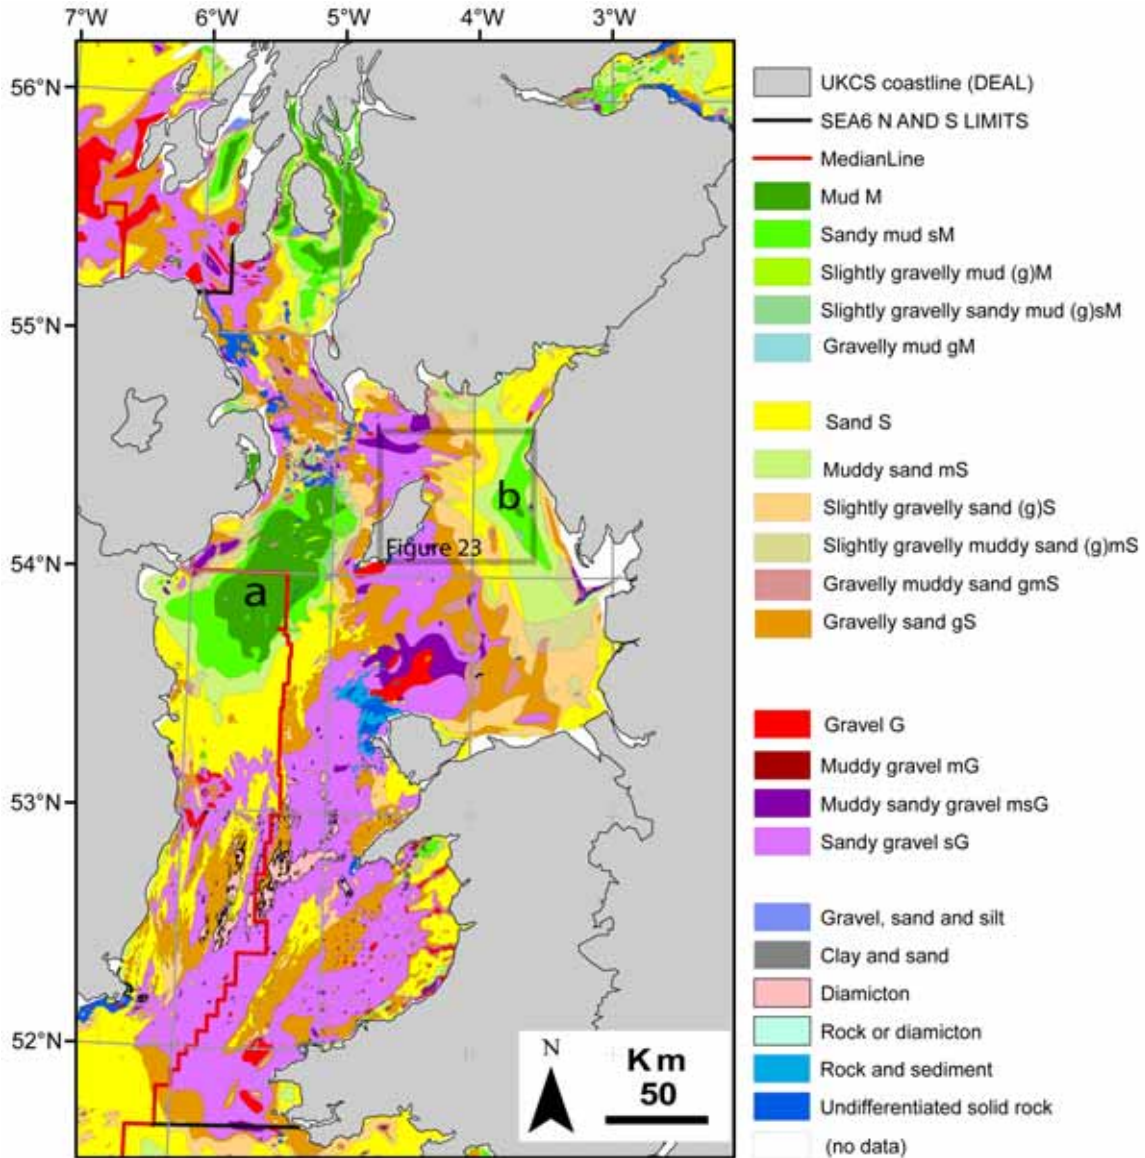 7°W 6°W 5°W 4°W 3°W
56°N
55°N
54°N
53°N
52°N
a
b
Figure 23
N
Km
50
UKCS coastline (DEAL)
SEA6 N AND S LIMITS
MedianLine
Mud M
Sandy mud sM
Slightly gravelly mud (g)M
Slightly gravelly sandy mud (g)sM
Gravelly mud gM
Sand S
Muddy sand mS
Slightly gravelly sand (g)S
Slightly gravelly muddy sand (g)mS
Gravelly muddy sand gmS
Gravelly sand gS
Gravel G
Muddy gravel mG
Muddy sandy gravel msG
Sandy gravel sG
Gravel, sand and silt
Clay and sand
Diamicton
Rock or diamicton
Rock and sediment
Undifferentiated solid rock
(no data)